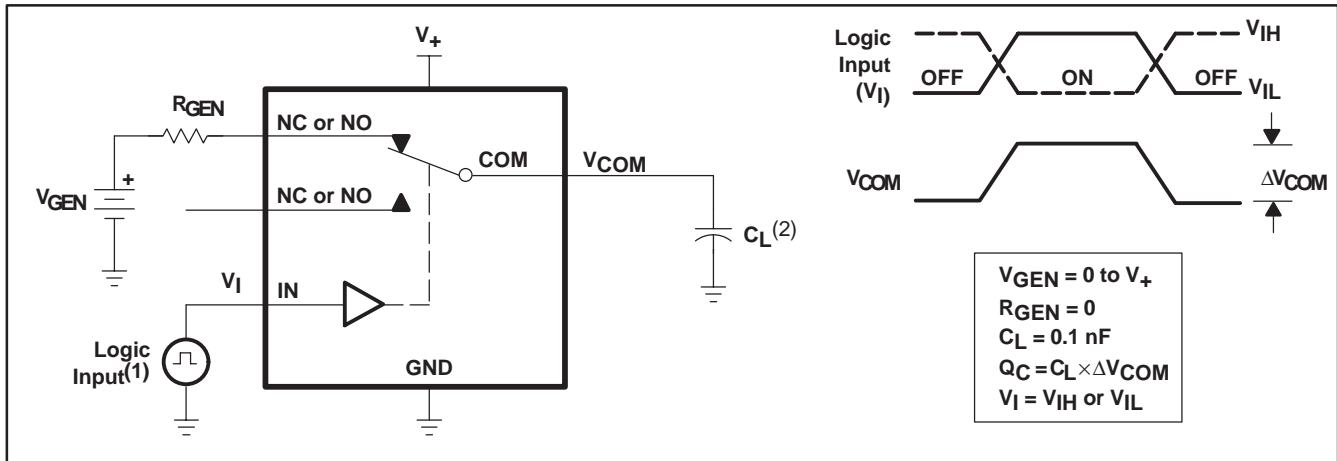 V+
RGEN
NC or NO
COM
VCOM
VGEN
+
NC or NO
CL(2)
VI
IN
Logic
Input(1)
GND
Logic
Input
(VI)
OFF
ON
OFF
VIH
VIL
VCOM
ΔVCOM
VGEN = 0 to V+
RGEN = 0
CL = 0.1 nF
QC = CL × ΔVCOM
VI = VIH or VIL